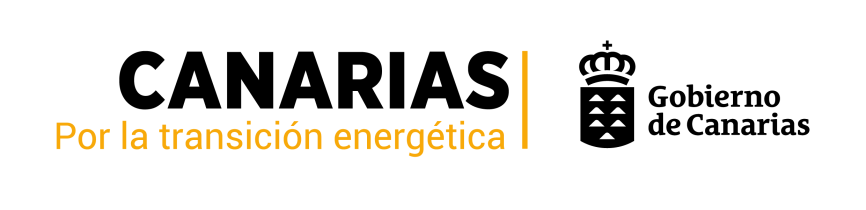 CANARIAS
Por la transición energética
Gobierno
de Canarias